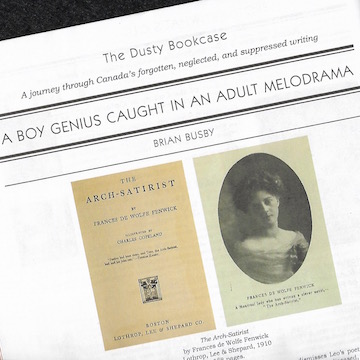 The Dusty Bookcase
A journey through Canada's forgotten, neglected, and suppressed writing
A BOY GENIUS CAUGHT IN AN ADULT MELODRAMA
BRIAN BUSBY
THE
ARCH-SATIRIST
BY
FRANCES DE WOLFE FENWICK
ILLUSTRATED BY
CHARLES COPELAND
BOSTON
LOTHROP, LEE & SHEPARD CO.
FRANCES DE WOLFE FENWICK
The Arch-Satirist
by Frances de Wolfe Fenwick
Lothrop, Lee & Shepard, 1910
pages.
Leo's